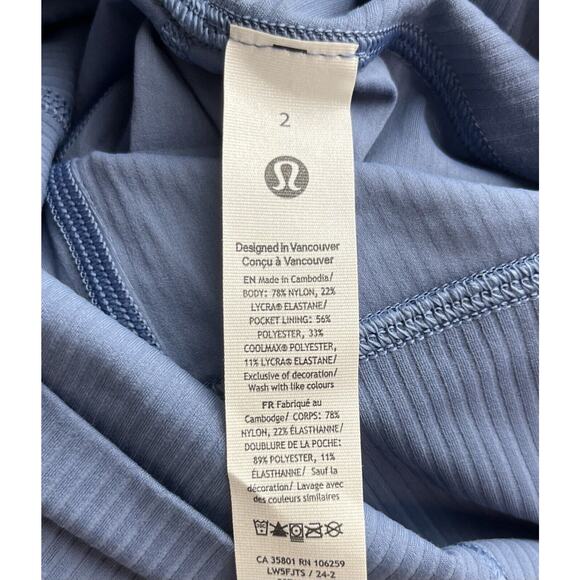 2
Designed in Vancouver
Conçu à Vancouver
EN Made in Cambodia/
BODY: 78% NYLON, 22%
LYCRA® ELASTANE/
POCKET LINING: 56%
POLYESTER, 33%
COOLMAX® POLYESTER,
11% LYCRA® ELASTANE/
Exclusive of decoration/
Wash with like colours
FR Fabriqué au
Cambodge/ CORPS: 78%
NYLON, 22% ÉLASTHANNE/
DOUBLURE DE LA POCHE:
89% POLYESTER, 11%
ÉLASTHANNE/ Sauf la
décoration/ Lavage avec
des couleurs similaires
CA 35801 RN 106259
LW5FJTS / 24-2